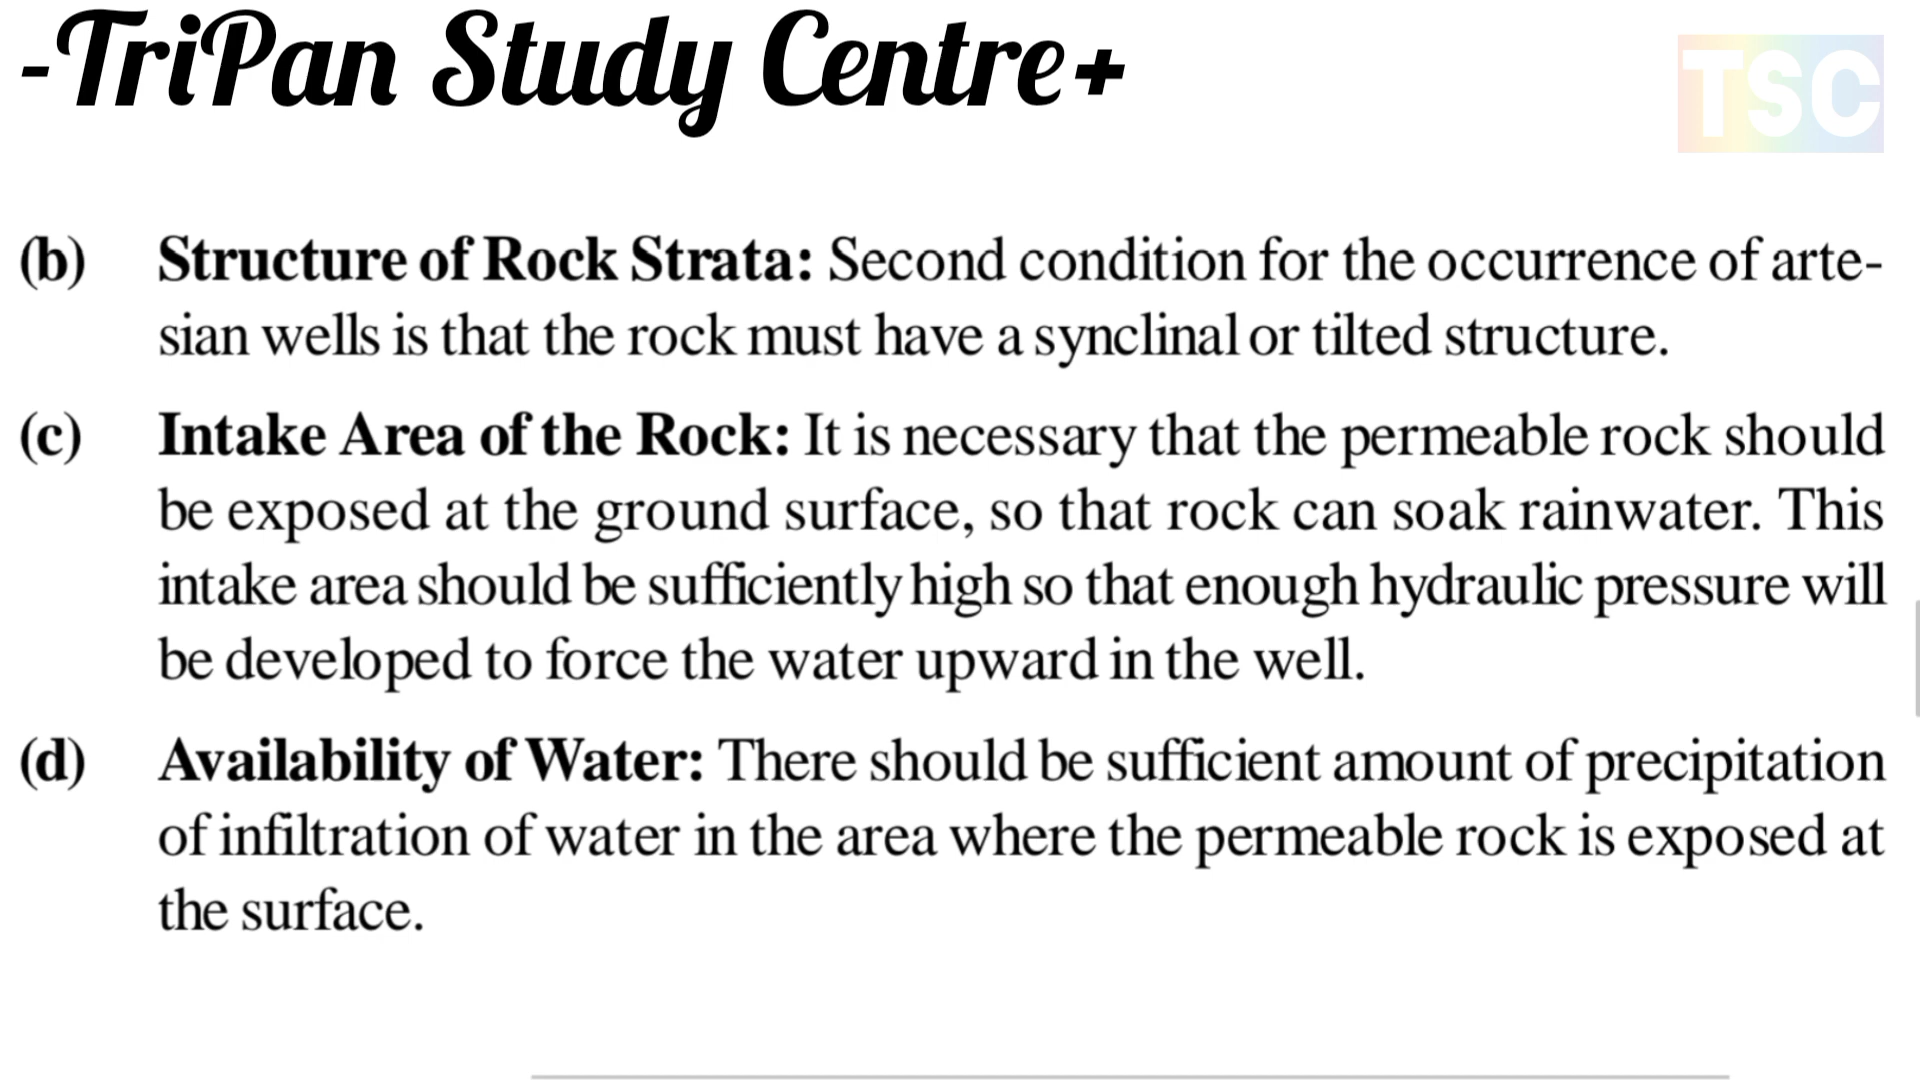 -TriPan Study Centre+
TSC
(b) Structure of Rock Strata: Second condition for the occurrence of arte-
sian wells is that the rock must have a synclinal or tilted structure.
(c) Intake Area of the Rock: It is necessary that the permeable rock should
be exposed at the ground surface, so that rock can soak rainwater. This
intake area should be sufficiently high so that enough hydraulic pressure will
be developed to force the water upward in the well.
(d) Availability of Water: There should be sufficient amount of precipitation
of infiltration of water in the area where the permeable rock is exposed at
the surface.